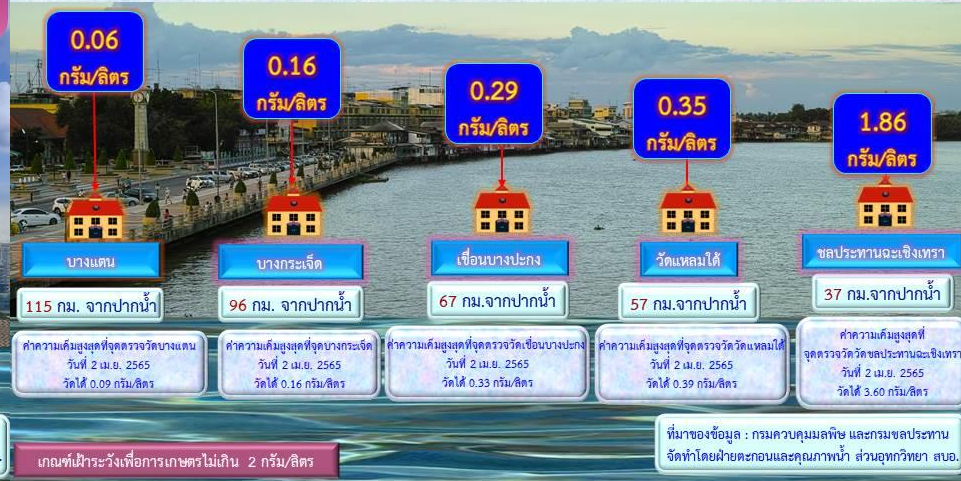 0.06
กรัม/ลิตร
0.16
กรัม/ลิตร
0.29
กรัม/ลิตร
0.35
กรัม/ลิตร
1.86
กรัม/ลิตร
บางแตน
บางกระเจ็ด
เขื่อนบางปะกง
วัดแหลมใต้
ชลประทานฉะเชิงเทรา
115 กม. จากปากน้ำ
96 กม. จากปากน้ำ
67 กม.จากปากน้ำ
57 กม.จากปากน้ำ
37 กม.จากปากน้ำ
ค่าความเค็มสูงสุดที่จุดตรวจวัดบางแตน
วันที่ 2 เม.ย. 2565
วัดได้ 0.09 กรัม/ลิตร
ค่าความเค็มสูงสุดที่จุดบางกระเจ็ด
วันที่ 2 เม.ย. 2565
วัดได้ 0.16 กรัม/ลิตร
ค่าความเค็มสูงสุดที่จุดตรวจวัดเขื่อนบางปะกง
วันที่ 2 เม.ย. 2565
วัดได้ 0.33 กรัม/ลิตร
ค่าความเค็มสูงสุดที่จุดตรวจวัดวัดแหลมใต้
วันที่ 2 เม.ย. 2565
วัดได้ 0.39 กรัม/ลิตร
ค่าความเค็มสูงสุดที่
จุดตรวจวัดวัดชลประทานฉะเชิงเทรา
วันที่ 2 เม.ย. 2565
วัดได้ 3.60 กรัม/ลิตร
เกณฑ์เฝ้าระวังเพื่อการเกษตรไม่เกิน 2 กรัม/ลิตร
ที่มาของข้อมูล : กรมควบคุมมลพิษ และกรมชลประทาน
จัดทำโดยฝ่ายตะกอนและคุณภาพน้ำ ส่วนอุทกวิทยา สบอ.